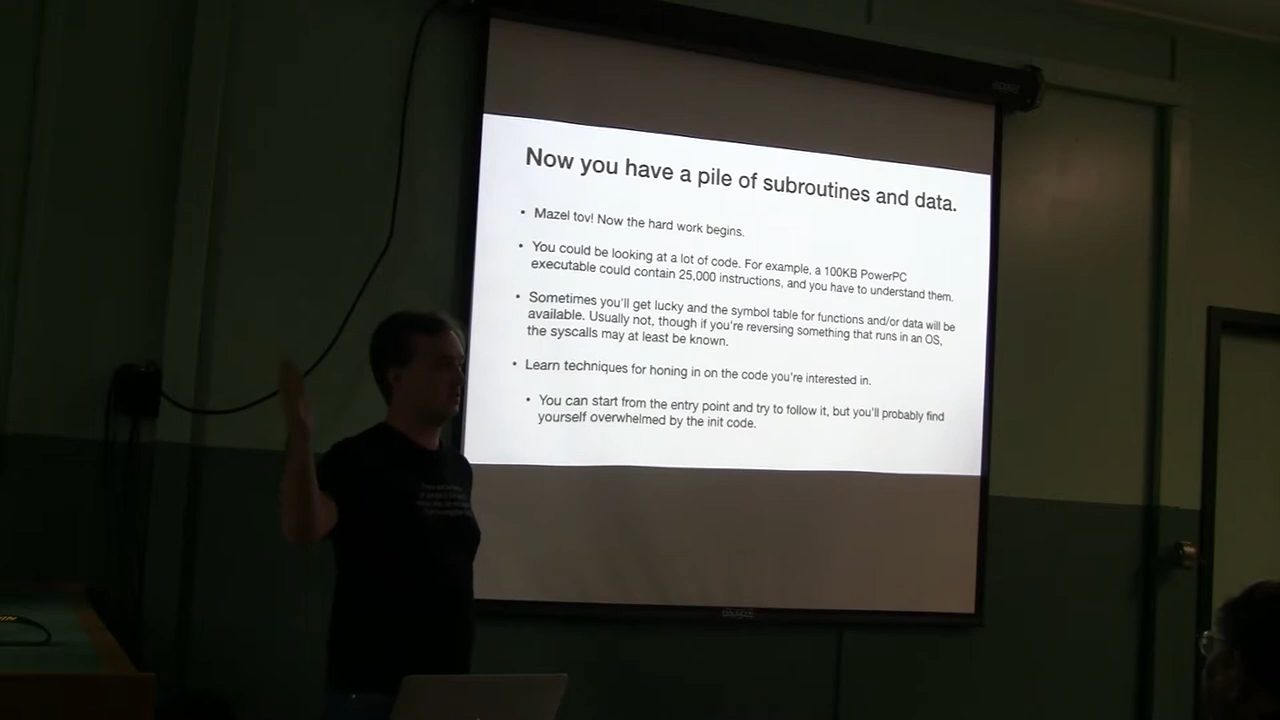 Now you have a pile of subroutines and data.
• Mazel tov! Now the hard work begins.
• You could be looking at a lot of code. For example, a 100KB PowerPC
executable could contain 25,000 instructions, and you have to understand them.
• Sometimes you'll get lucky and the symbol table for functions and/or data will be
available. Usually not, though if you're reversing something that runs in an OS,
the syscalls may at least be known.
• Learn techniques for honing in on the code you're interested in.
• You can start from the entry point and try to follow it, but you'll probably find
yourself overwhelmed by the init code.